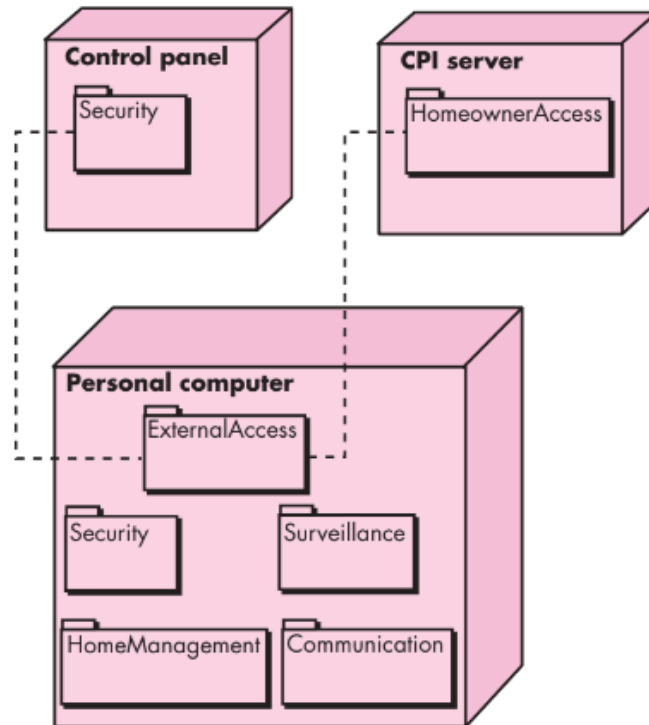 Control panel
Security
CPI server
HomeownerAccess
Personal computer
ExternalAccess
Security
Surveillance
HomeManagement
Communication